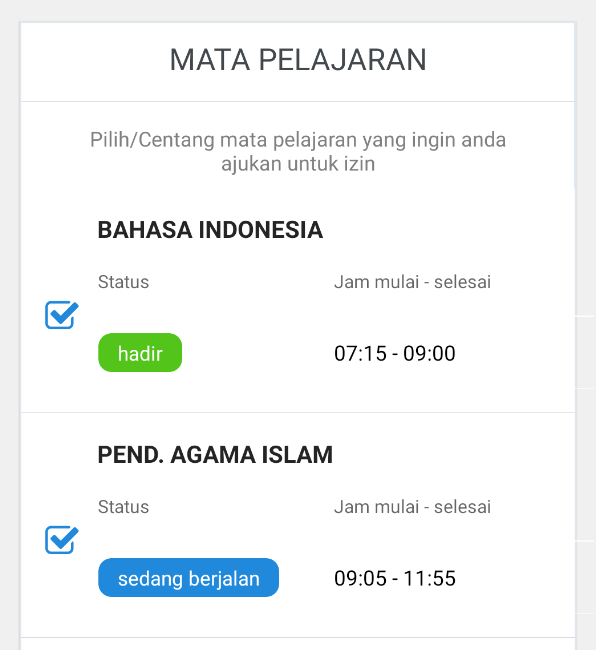 MATA PELAJARAN
Pilih/Centang mata pelajaran yang ingin anda
ajukan untuk izin
BAHASA INDONESIA
Status Jam mulai - selesai
hadir 07:15 - 09:00
PEND. AGAMA ISLAM
Status Jam mulai - selesai
sedang berjalan 09:05 - 11:55